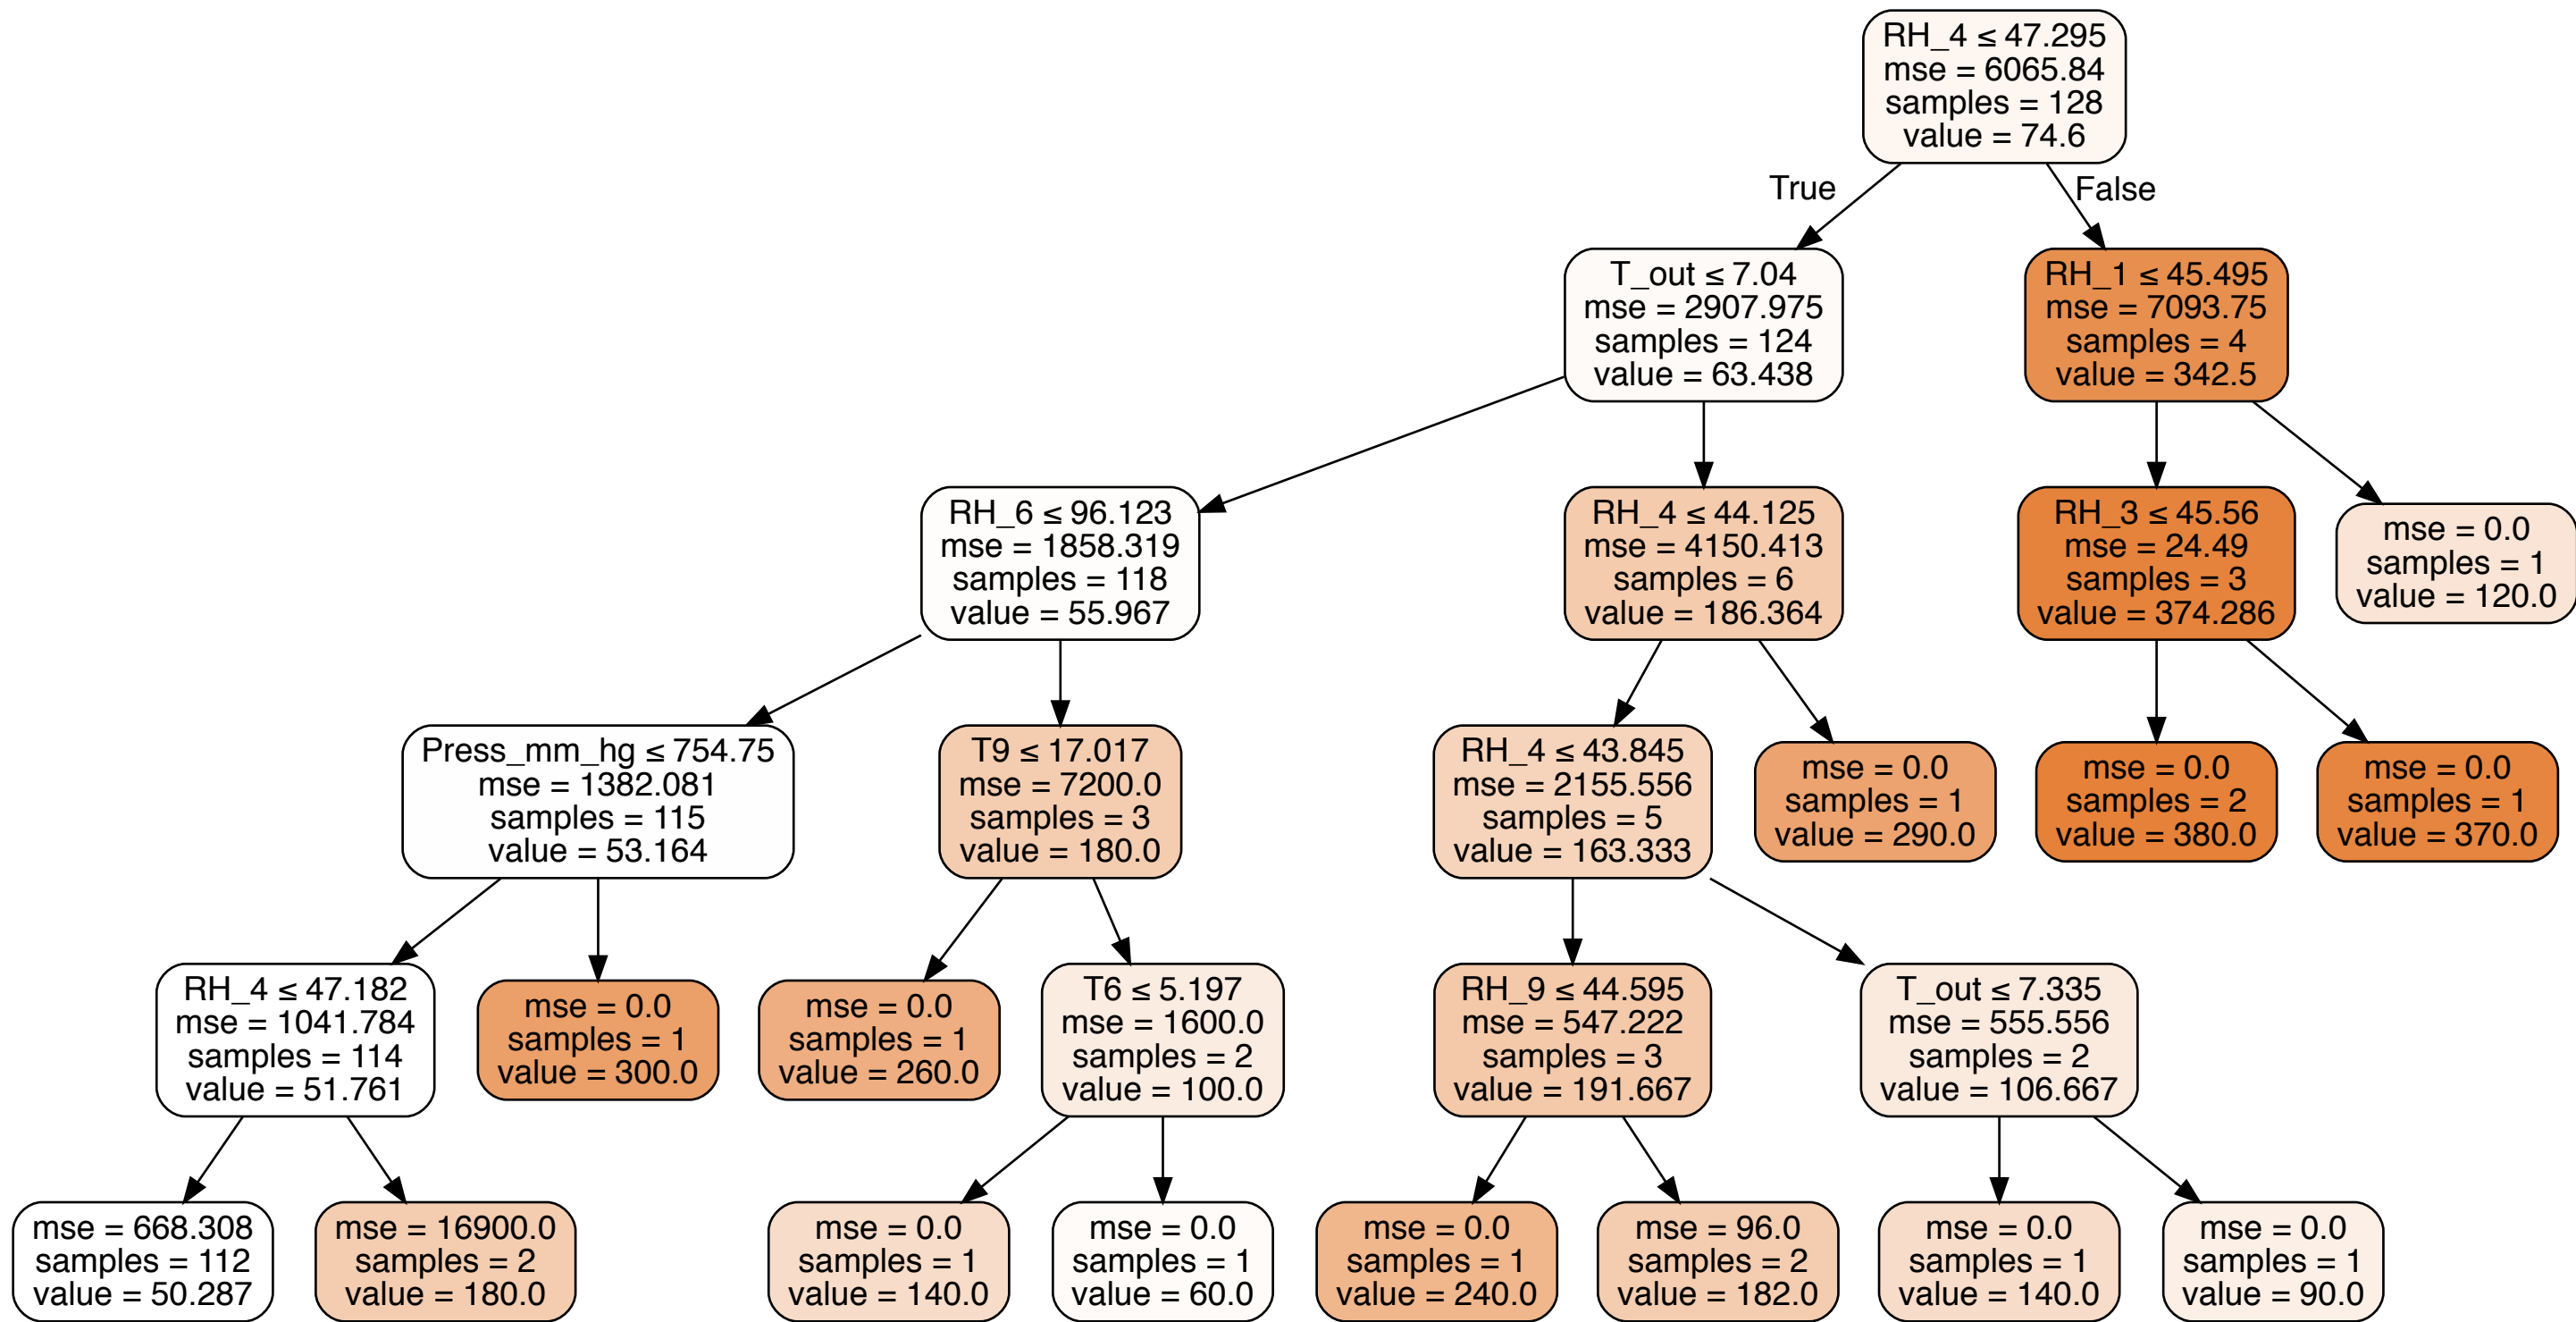 RH_4 ≤ 47.295
mse = 6065.84
samples = 128
value = 74.6
True
False
T_out ≤ 7.04
mse = 2907.975
samples = 124
value = 63.438
RH_1 ≤ 45.495
mse = 7093.75
samples = 4
value = 342.5
RH_6 ≤ 96.123
mse = 1858.319
samples = 118
value = 55.967
RH_4 ≤ 44.125
mse = 4150.413
samples = 6
value = 186.364
RH_3 ≤ 45.56
mse = 24.49
samples = 3
value = 374.286
mse = 0.0
samples = 1
value = 120.0
Press_mm_hg ≤ 754.75
mse = 1382.081
samples = 115
value = 53.164
T9 ≤ 17.017
mse = 7200.0
samples = 3
value = 180.0
RH_4 ≤ 43.845
mse = 2155.556
samples = 5
value = 163.333
mse = 0.0
samples = 1
value = 290.0
mse = 0.0
samples = 2
value = 380.0
mse = 0.0
samples = 1
value = 370.0
RH_4 ≤ 47.182
mse = 1041.784
samples = 114
value = 51.761
mse = 0.0
samples = 1
value = 300.0
mse = 0.0
samples = 1
value = 260.0
T6 ≤ 5.197
mse = 1600.0
samples = 2
value = 100.0
RH_9 ≤ 44.595
mse = 547.222
samples = 3
value = 191.667
T_out ≤ 7.335
mse = 555.556
samples = 2
value = 106.667
mse = 668.308
samples = 112
value = 50.287
mse = 16900.0
samples = 2
value = 180.0
mse = 0.0
samples = 1
value = 140.0
mse = 0.0
samples = 1
value = 60.0
mse = 0.0
samples = 1
value = 240.0
mse = 96.0
samples = 2
value = 182.0
mse = 0.0
samples = 1
value = 140.0
mse = 0.0
samples = 1
value = 90.0